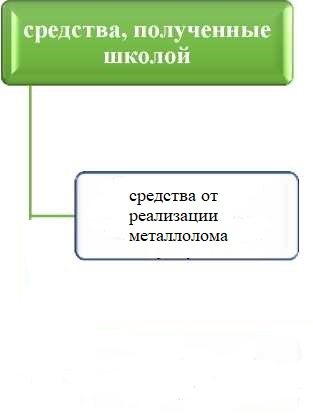 средства, полученные
школой
средства от
реализации
металлолома